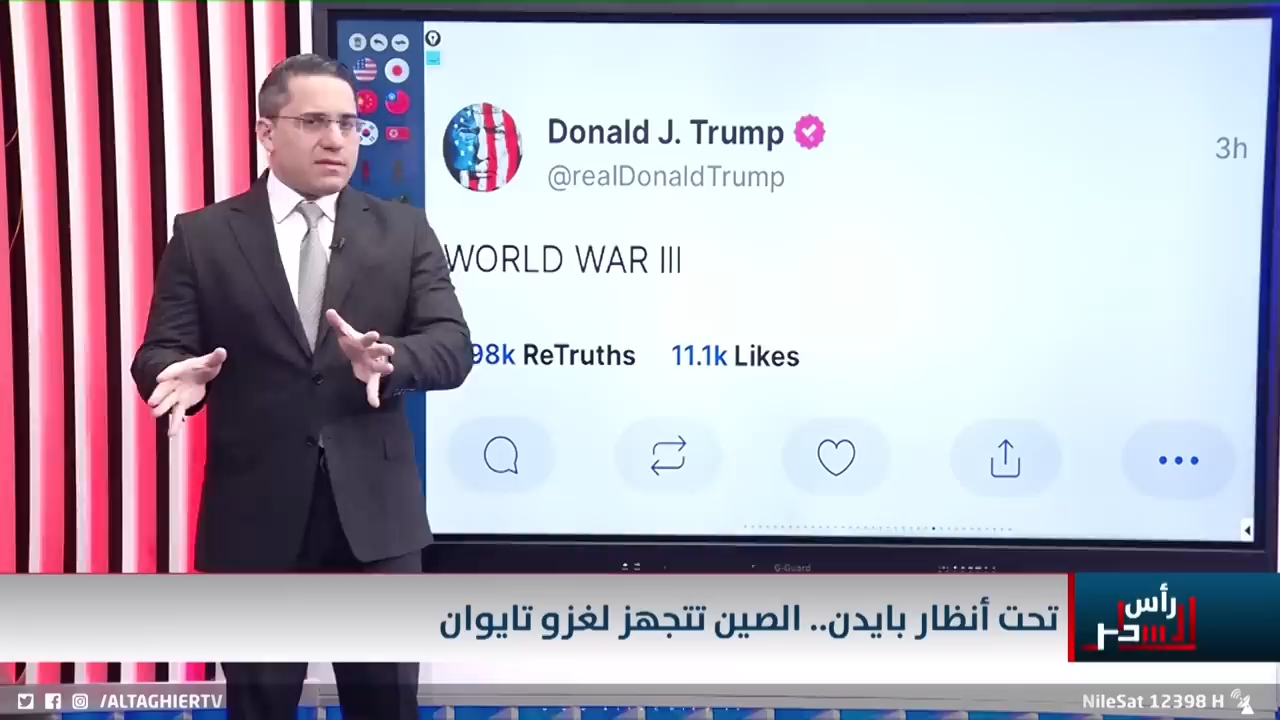 Donald J. Trump
3h
@realDonaldTrump
WORLD WAR III
98k ReTruths 11.1k Likes
G-Guard
تحت أنظار بايدن.. الصين تتجهز لغزو تايوان
رأس
السطر
/ALTAGHIERTV
NileSat 12398 H